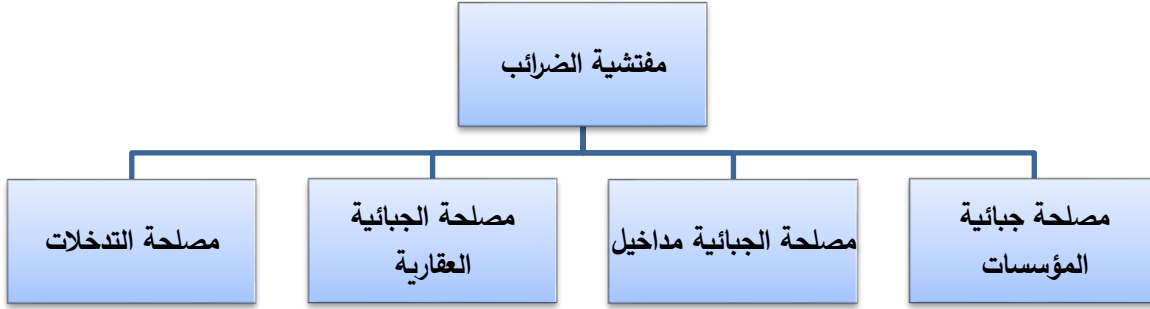 مفتشية الضرائب
مصلحة جبائية
المؤسسات
مصلحة الجبائية مداخيل
مصلحة الجبائية
العقارية
مصلحة التدخلات